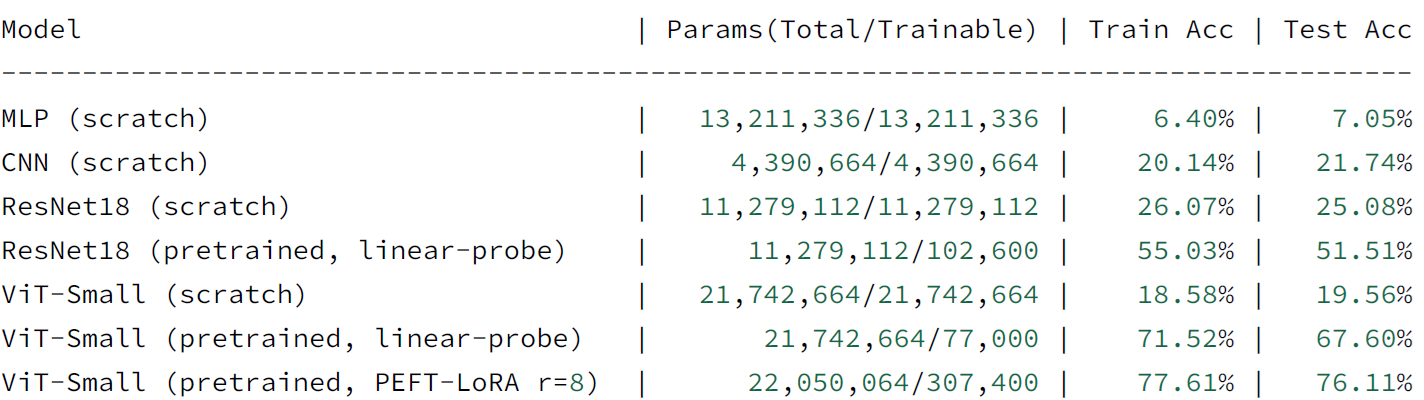 Model | Params(Total/Trainable) | Train Acc | Test Acc
----------------------------------------------------------------------------------------
MLP (scratch) | 13,211,336/13,211,336 | 6.40% | 7.05%
CNN (scratch) | 4,390,664/4,390,664 | 20.14% | 21.74%
ResNet18 (scratch) | 11,279,112/11,279,112 | 26.07% | 25.08%
ResNet18 (pretrained, linear-probe) | 11,279,112/102,600 | 55.03% | 51.51%
ViT-Small (scratch) | 21,742,664/21,742,664 | 18.58% | 19.56%
ViT-Small (pretrained, linear-probe) | 21,742,664/77,000 | 71.52% | 67.60%
ViT-Small (pretrained, PEFT-LoRA r=8) | 22,050,064/307,400 | 77.61% | 76.11%